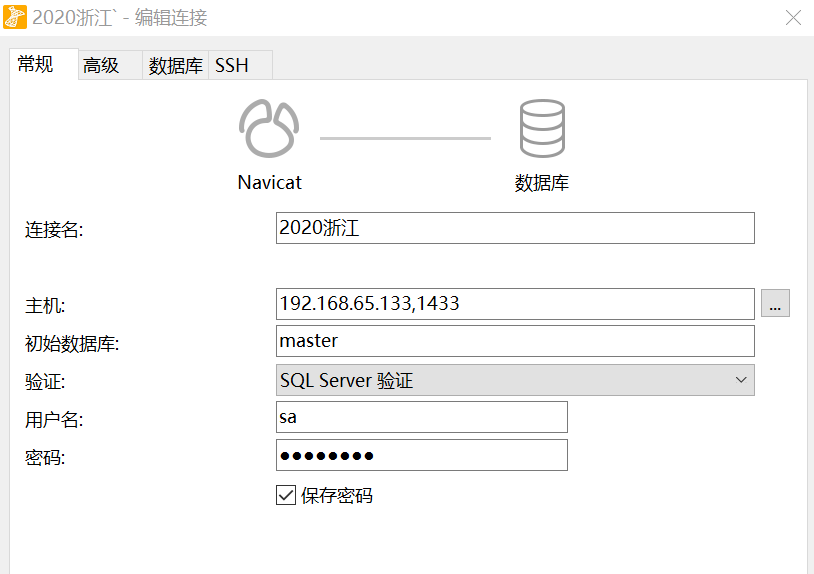 2020浙江` - 编辑连接
常规 高级 数据库 SSH
Navicat 数据库
连接名: 2020浙江
主机: 192.168.65.133,1433 ...
初始数据库: master
验证: SQL Server 验证
用户名: sa
密码: ●●●●●●●●
保存密码